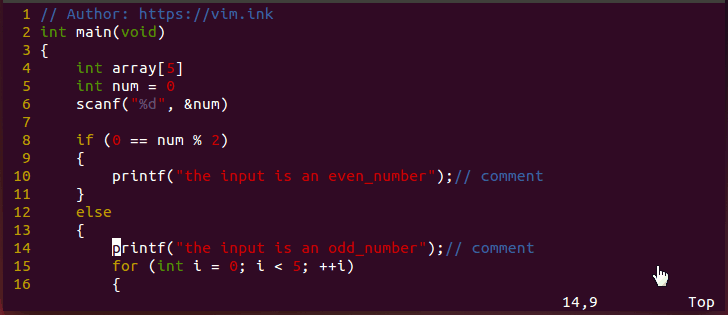 1 // Author: https://vim.ink
2 int main(void)
3 {
4     int array[5]
5     int num = 0
6     scanf("%d", &num)
7
8     if (0 == num % 2)
9     {
10         printf("the input is an even_number");// comment
11     }
12     else
13     {
14         printf("the input is an odd_number");// comment
15         for (int i = 0; i < 5; ++i)
16         {
14,9 Top